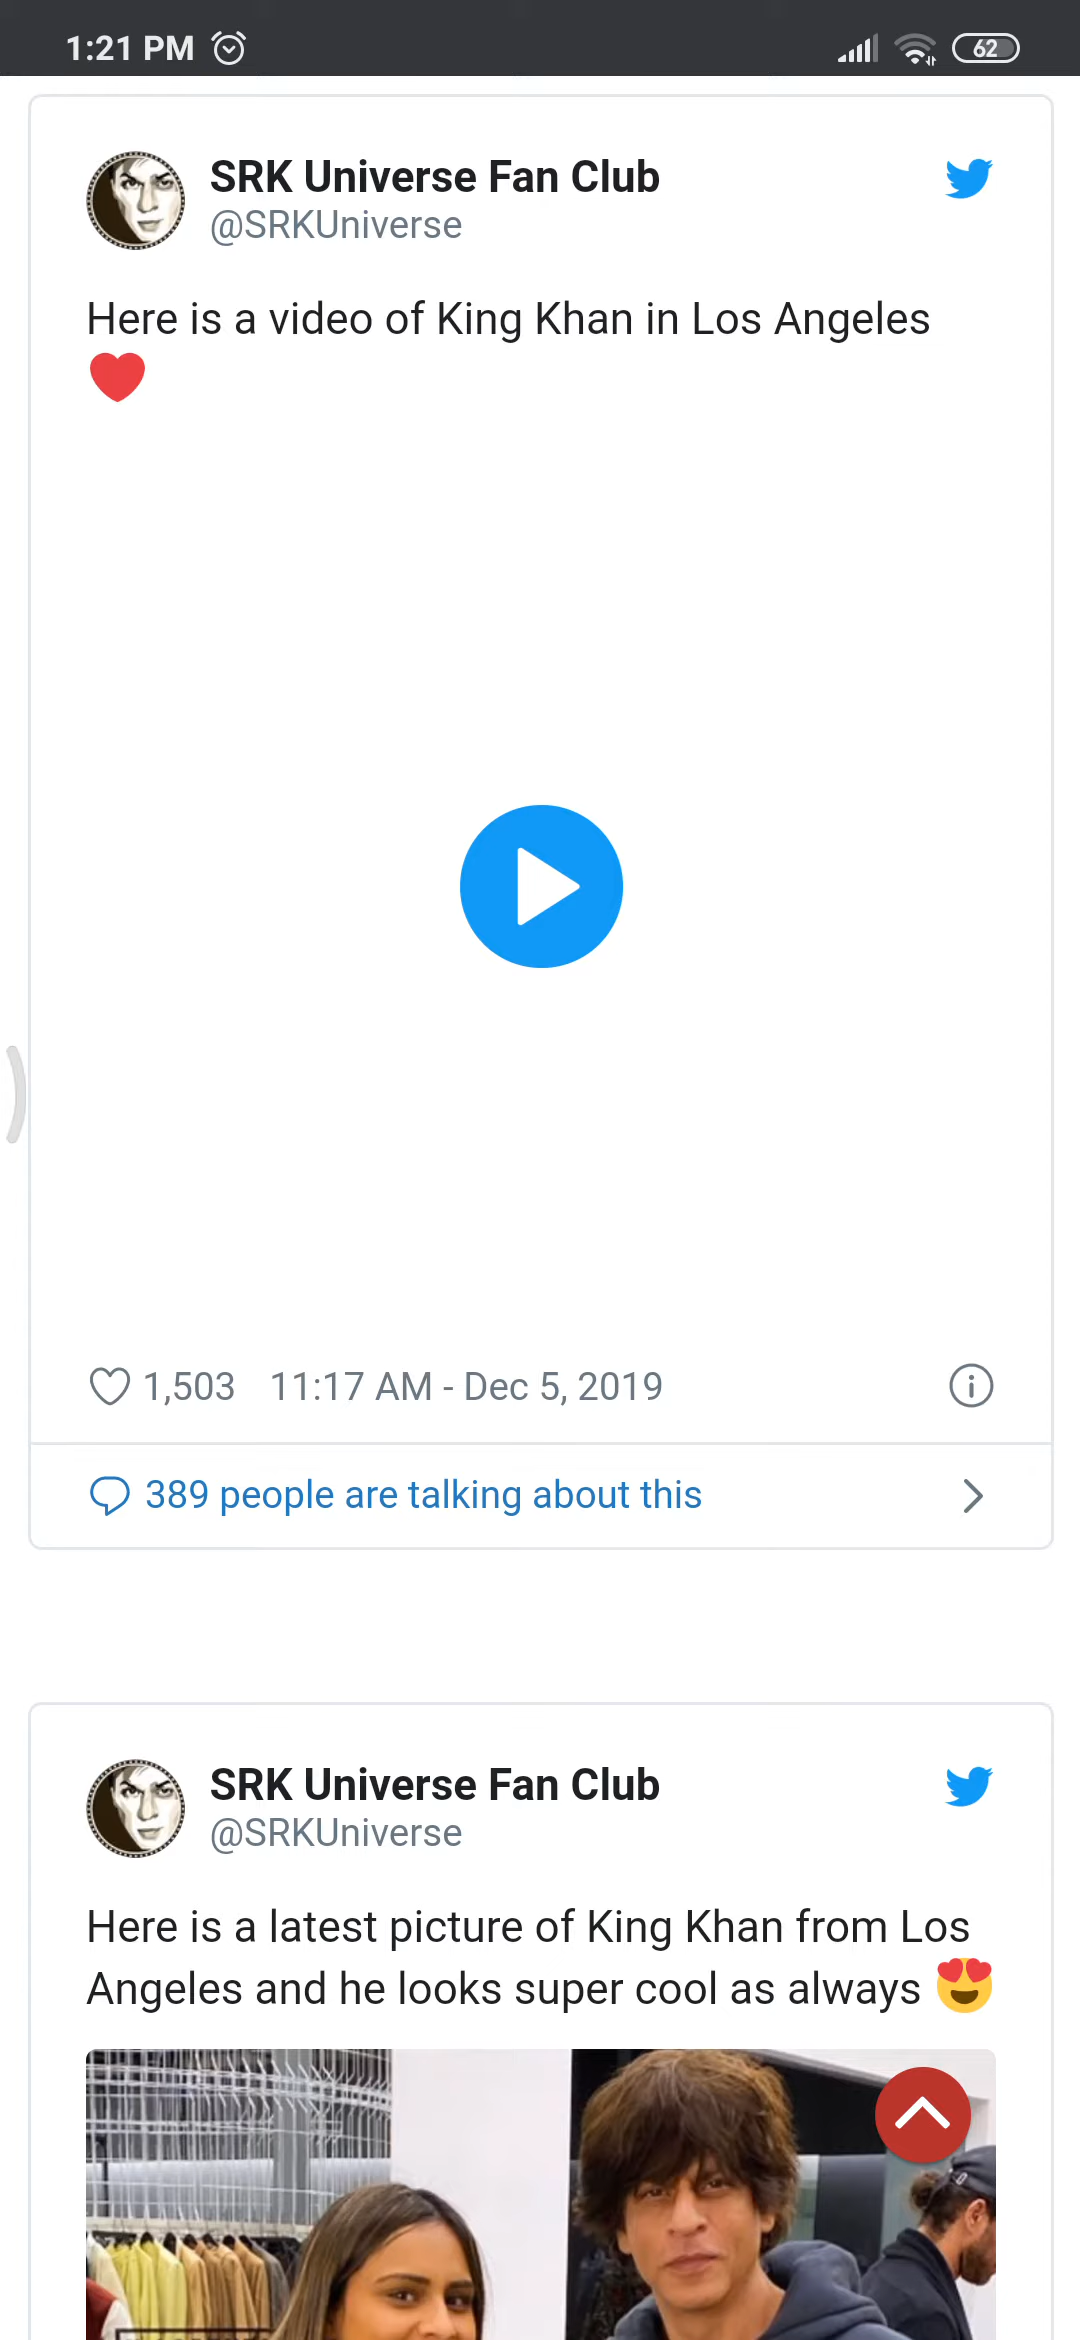 1:21 PM
62
SRK Universe Fan Club
@SRKUniverse
Here is a video of King Khan in Los Angeles
❤️
1,503 11:17 AM - Dec 5, 2019
389 people are talking about this
SRK Universe Fan Club
@SRKUniverse
Here is a latest picture of King Khan from Los
Angeles and he looks super cool as always 😍